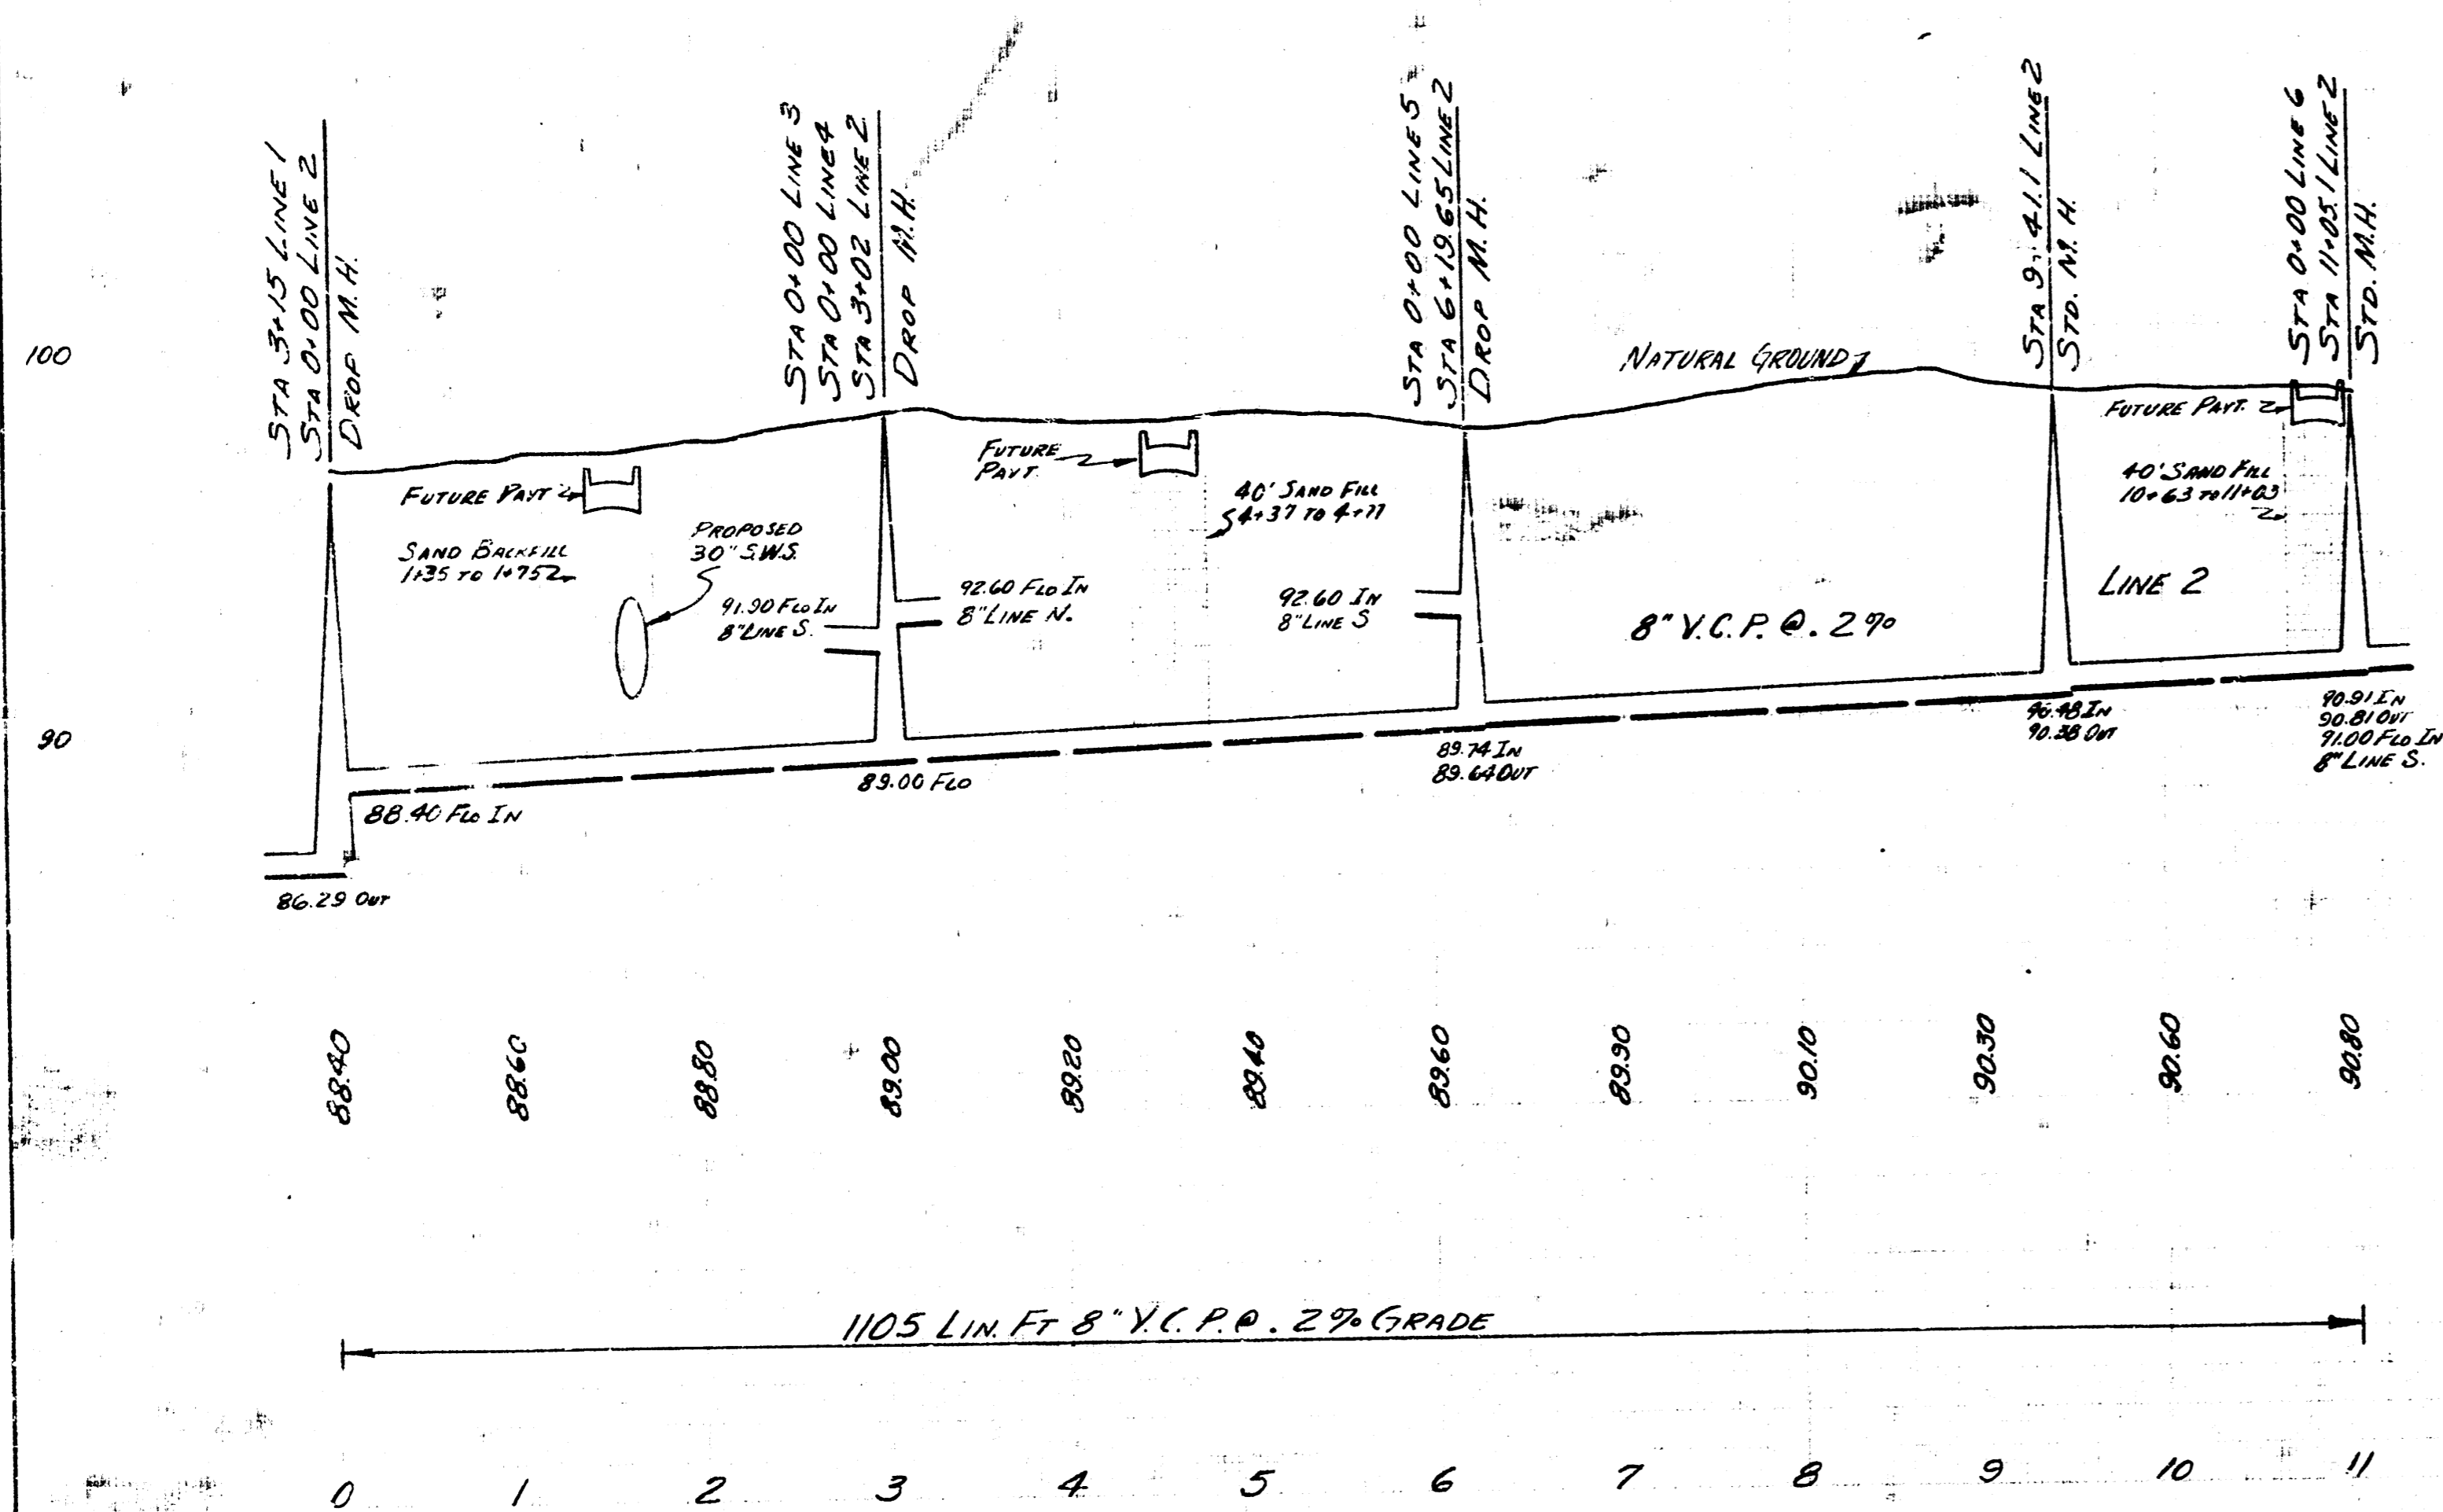 STA 3+15 LINE 1
STA 0+00 LINE 2
DROP M.H.
STA 0+00 LINE 3
STA 0+00 LINE 4
STA 3+02 LINE 2
DROP M.H.
STA 0+00 LINE 5
STA 6+19.65 LINE 2
DROP M.H.
STA 9+41.1 LINE 2
STD. M.H.
STA 0+00 LINE 6
STA 11+05.1 LINE 2
STD. M.H.
100
NATURAL GROUND
FUTURE PAVT
FUTURE
PAVT.
FUTURE PAVT.
SAND BACKFILL
1+35 TO 1+75
PROPOSED
30" S.W.S.
40' SAND FILL
4+37 TO 4+77
40' SAND FILL
10+63 TO 11+03
91.90 FLO IN
8" LINE S.
92.60 FLO IN
8" LINE N.
92.60 IN
8" LINE S
8" V.C.P. @ .2%
LINE 2
90
88.40 FLO IN
86.29 OUT
89.00 FLO
89.74 IN
89.64 OUT
90.48 IN
90.38 OUT
90.91 IN
90.81 OUT
91.00 FLO IN
8" LINE S.
88.40
88.60
88.80
89.00
89.20
89.40
89.60
89.90
90.10
90.30
90.60
90.80
1105 LIN. FT 8" V.C.P. @ .2% GRADE
0 1 2 3 4 5 6 7 8 9 10 11